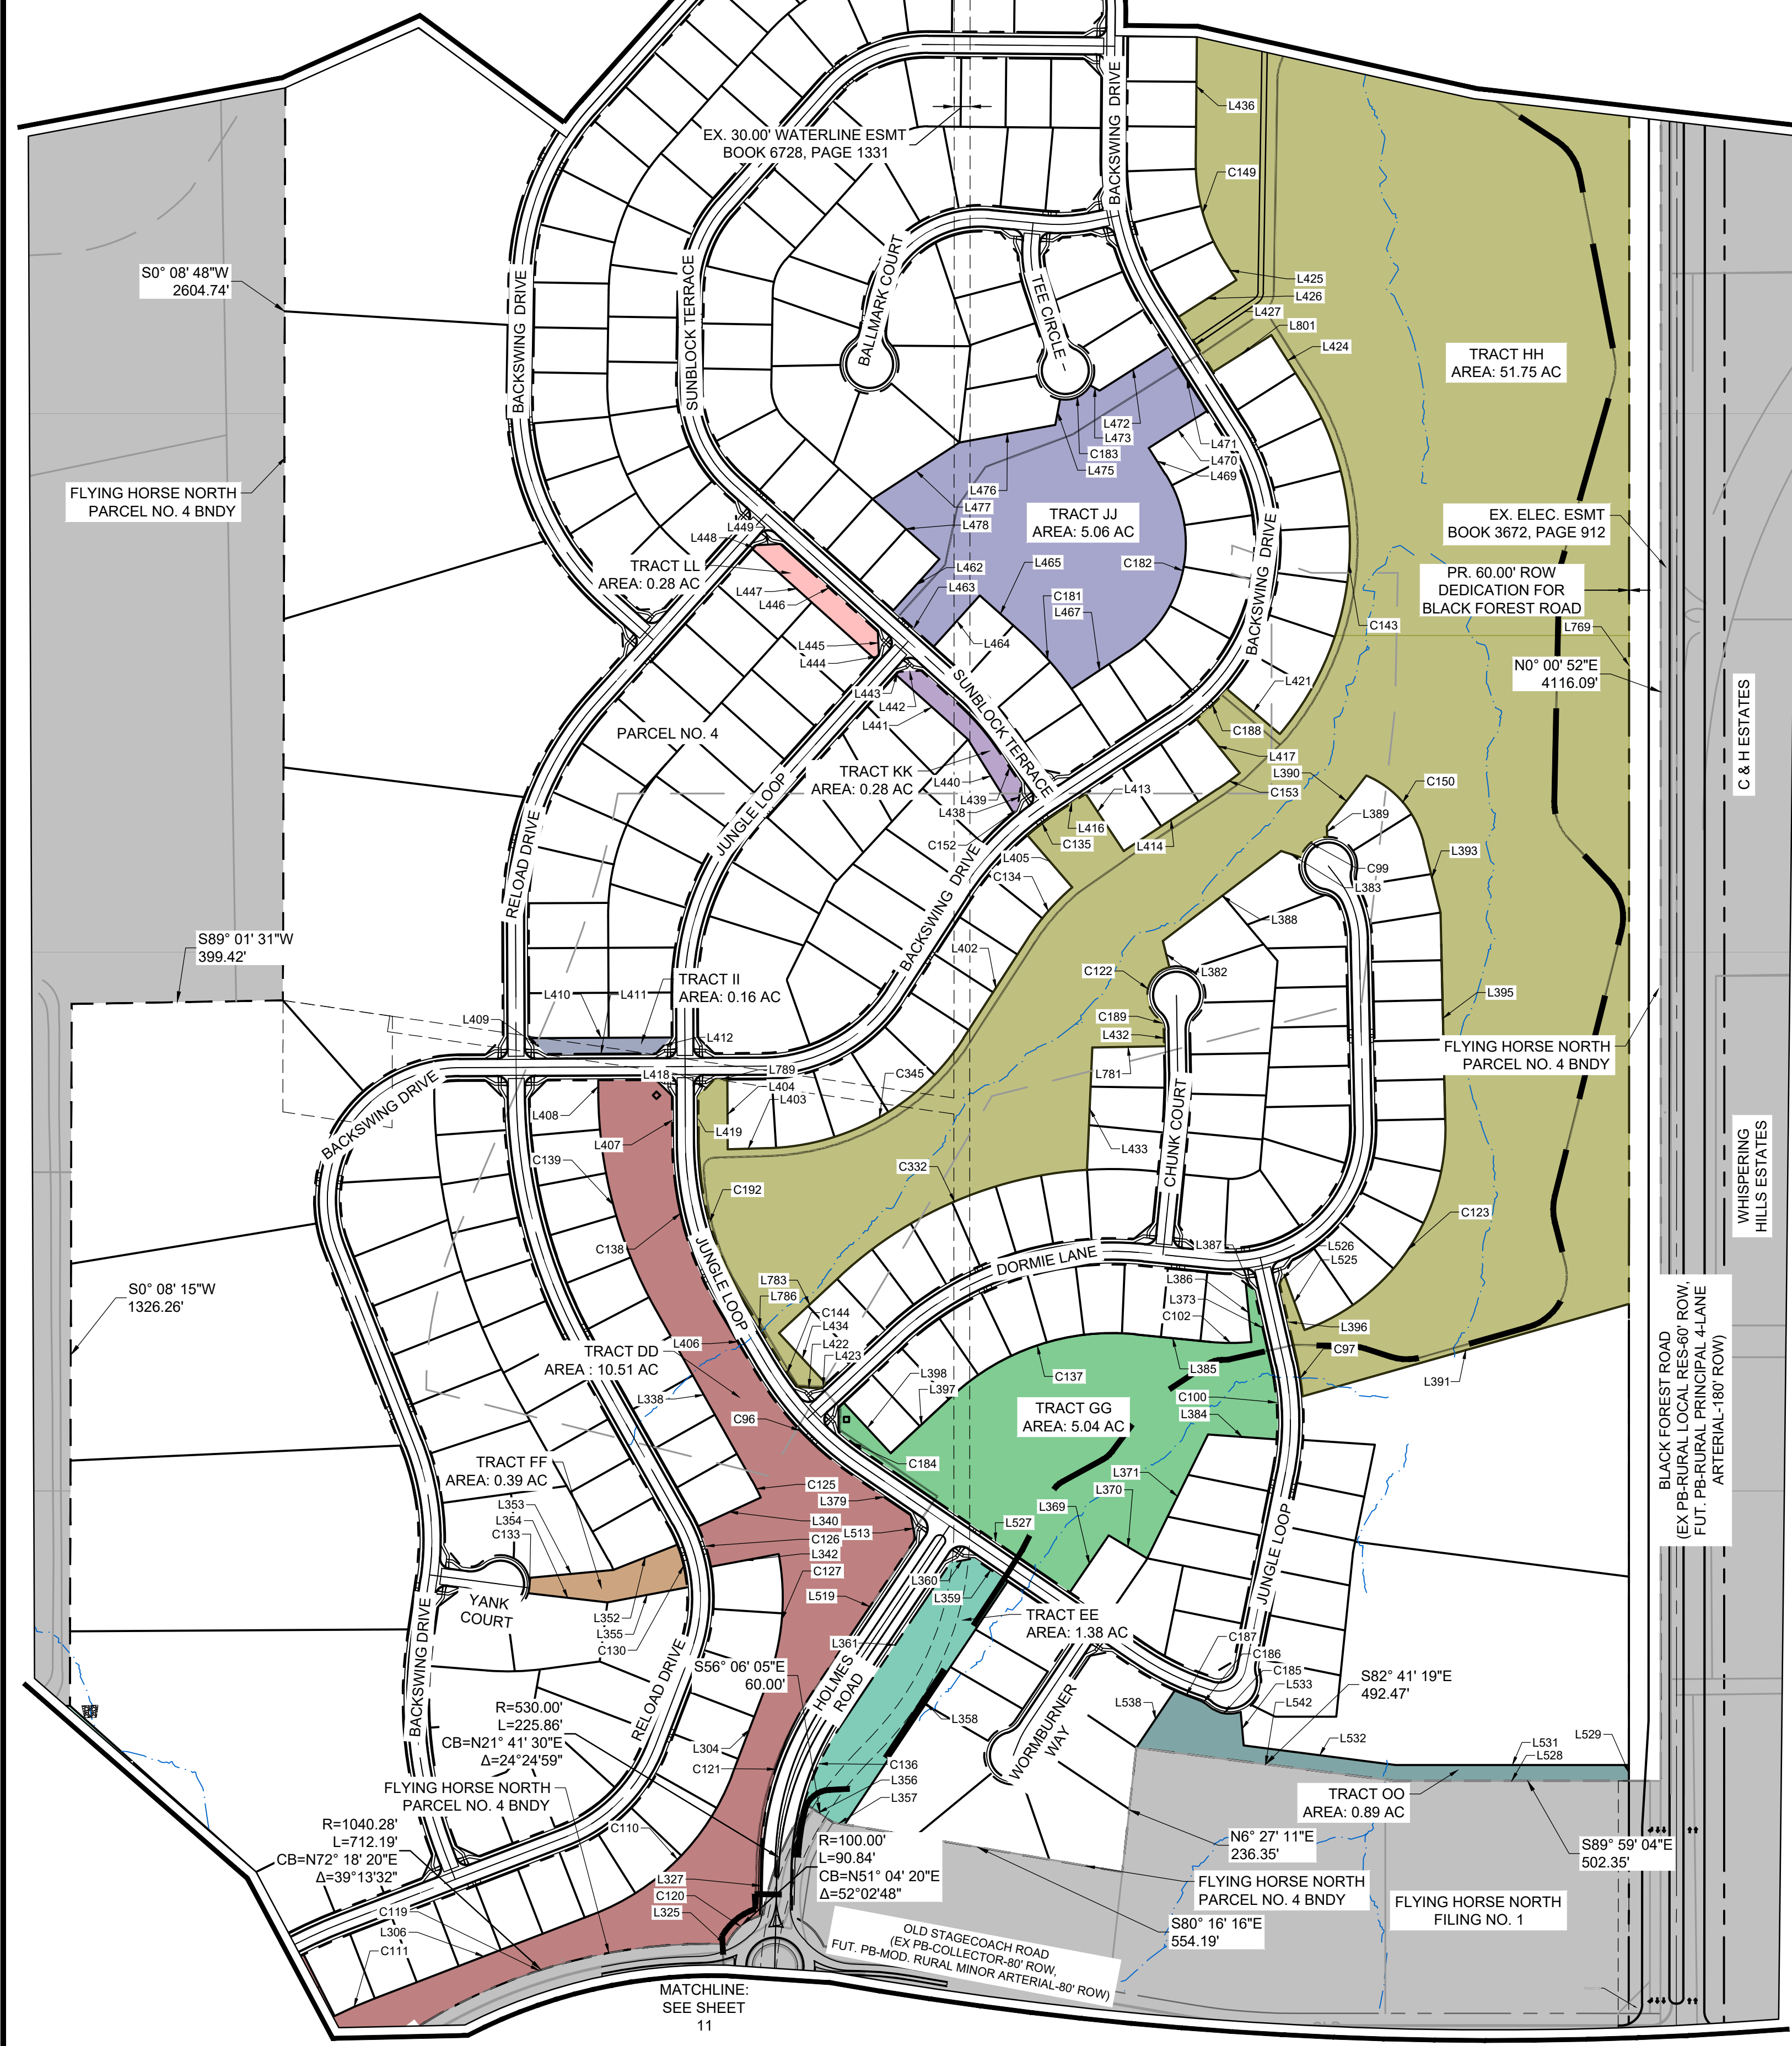 BACKSWING DRIVE
L436
EX. 30.00' WATERLINE ESMT
BOOK 6728, PAGE 1331
C149
S0° 08' 48"W
2604.74'
BACKSWING DRIVE
SUNBLOCK TERRACE
BALLMARK COURT
TEE CIRCLE
L425
L426
L427
L801
L424
TRACT HH
AREA: 51.75 AC
L472
L473
C183
L475
L471
L470
L469
FLYING HORSE NORTH
PARCEL NO. 4 BNDY
L476
L477
L478
TRACT JJ
AREA: 5.06 AC
EX. ELEC. ESMT
BOOK 3672, PAGE 912
L449
L448
TRACT LL
AREA: 0.28 AC
L447
L446
L462
L463
L465
C182
BACKSWING DRIVE
PR. 60.00' ROW
DEDICATION FOR
BLACK FOREST ROAD
C181
L467
L464
C143
L769
L445
L444
L443
L442
L441
SUNBLOCK TERRACE
L421
N0° 00' 52"E
4116.09'
C & H ESTATES
PARCEL NO. 4
C188
L417
L390
C150
TRACT KK
AREA: 0.28 AC
L440
L439
L438
L413
C153
L389
JUNGLE LOOP
RELOAD DRIVE
C152
L416
C135
L414
L405
C134
C99
L383
L393
BACKSWING DRIVE
L388
S89° 01' 31"W
399.42'
L402
L382
C122
TRACT II
AREA: 0.16 AC
L410
L411
L395
L409
L412
C189
L432
FLYING HORSE NORTH
PARCEL NO. 4 BNDY
L418
L789
L404
L403
C345
L781
BACKSWING DRIVE
L408
L407
L419
CHUNK COURT
L433
C139
C332
WHISPERING
HILLS ESTATES
C192
C123
C138
JUNGLE LOOP
DORMIE LANE
L387
L526
L525
S0° 08' 15"W
1326.26'
L783
L786
L386
L373
C102
C144
L434
L422
L423
L406
L396
C97
TRACT DD
AREA : 10.51 AC
L385
L391
L398
L397
C137
L338
C100
L384
TRACT GG
AREA: 5.04 AC
C96
BLACK FOREST ROAD
(EX PB-RURAL LOCAL RES-60' ROW,
FUT. PB-RURAL PRINCIPAL 4-LANE
ARTERIAL-180' ROW)
TRACT FF
AREA: 0.39 AC
C184
L371
L370
C125
L379
L353
L354
C133
L340
C126
L513
L369
L527
L342
C127
JUNGLE LOOP
L360
L359
L519
YANK
COURT
L352
L355
C130
TRACT EE
AREA: 1.38 AC
BACKSWING DRIVE
RELOAD DRIVE
L361
C187
C186
C185
S56° 06' 05"E
60.00'
HOLMES
ROAD
L533
L542
S82° 41' 19"E
492.47'
R=530.00'
L=225.86'
CB=N21° 41' 30"E
Δ=24°24'59"
L538
L358
WORMBURNER
WAY
L304
C121
L532
L531
L528
L529
C136
L356
L357
FLYING HORSE NORTH
PARCEL NO. 4 BNDY
TRACT OO
AREA: 0.89 AC
R=1040.28'
L=712.19'
CB=N72° 18' 20"E
Δ=39°13'32"
C110
R=100.00'
L=90.84'
CB=N51° 04' 20"E
Δ=52°02'48"
N6° 27' 11"E
236.35'
S89° 59' 04"E
502.35'
L327
C120
L325
FLYING HORSE NORTH
PARCEL NO. 4 BNDY
FLYING HORSE NORTH
FILING NO. 1
C119
L306
C111
S80° 16' 16"E
554.19'
OLD STAGECOACH ROAD
(EX PB-COLLECTOR-80' ROW,
FUT. PB-MOD. RURAL MINOR ARTERIAL-80' ROW)
MATCHLINE:
SEE SHEET
11